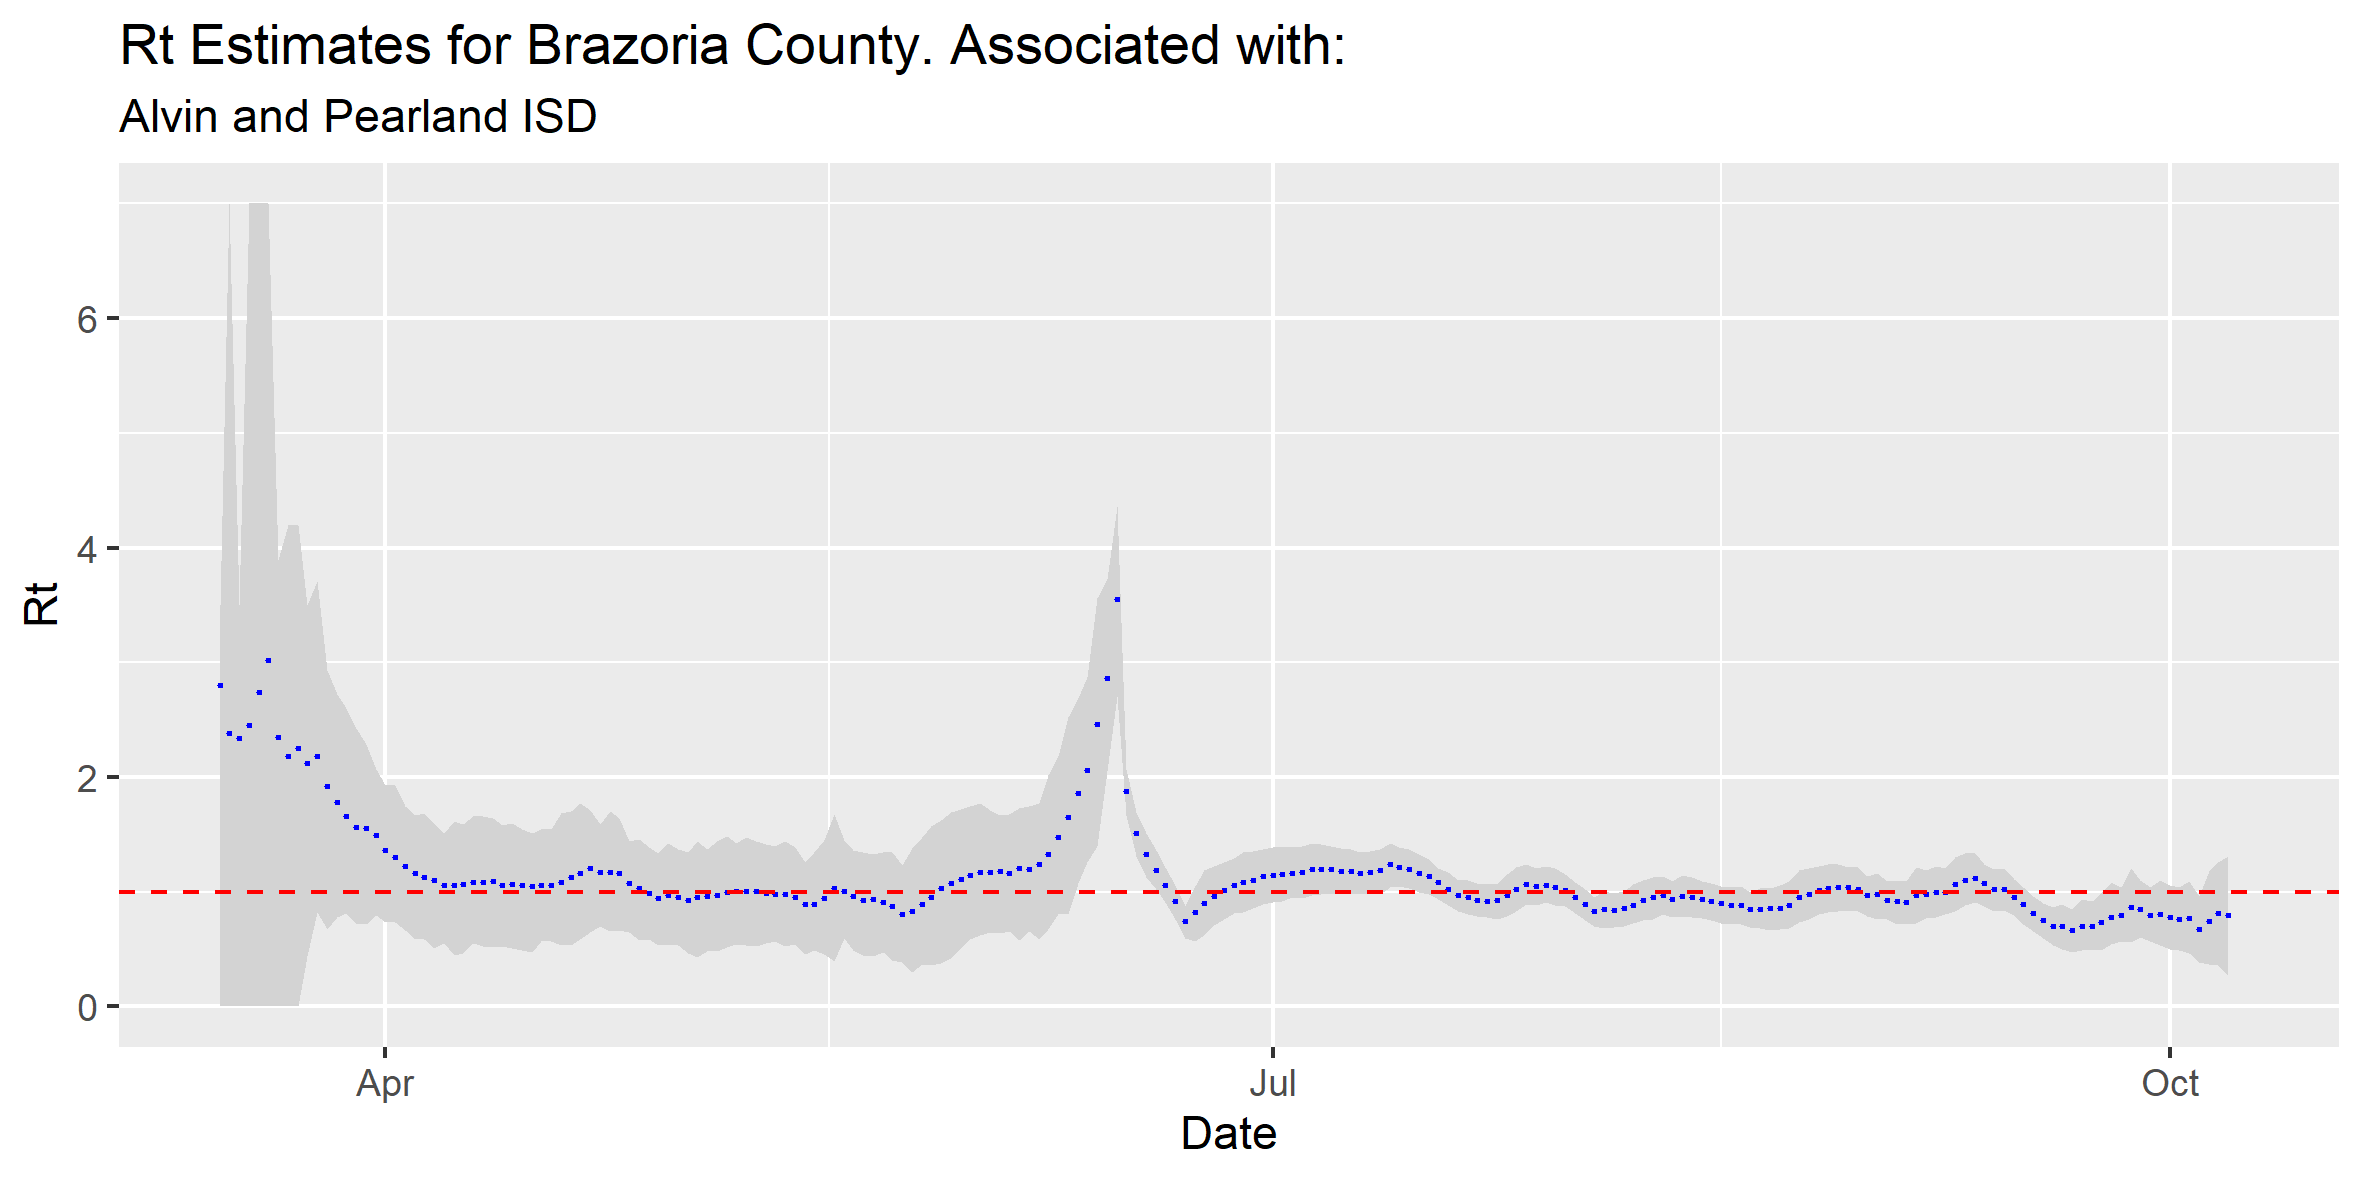 Rt Estimates for Brazoria County. Associated with:
Alvin and Pearland ISD
Rt
6
4
2
0
Apr Jul Oct
Date